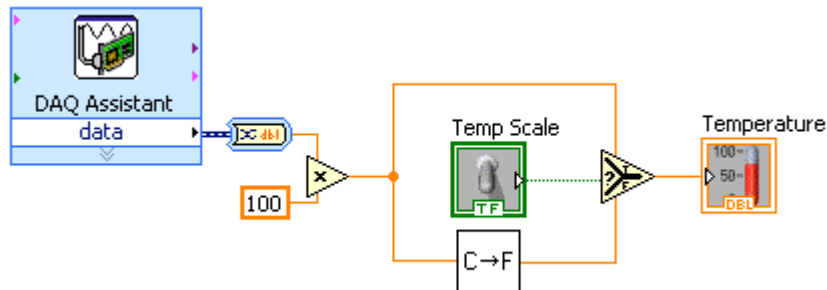 DAQ Assistant
data
dbl
Temp Scale
Temperature
100
50
DBL
×
100
?
T
F
TF
C→F